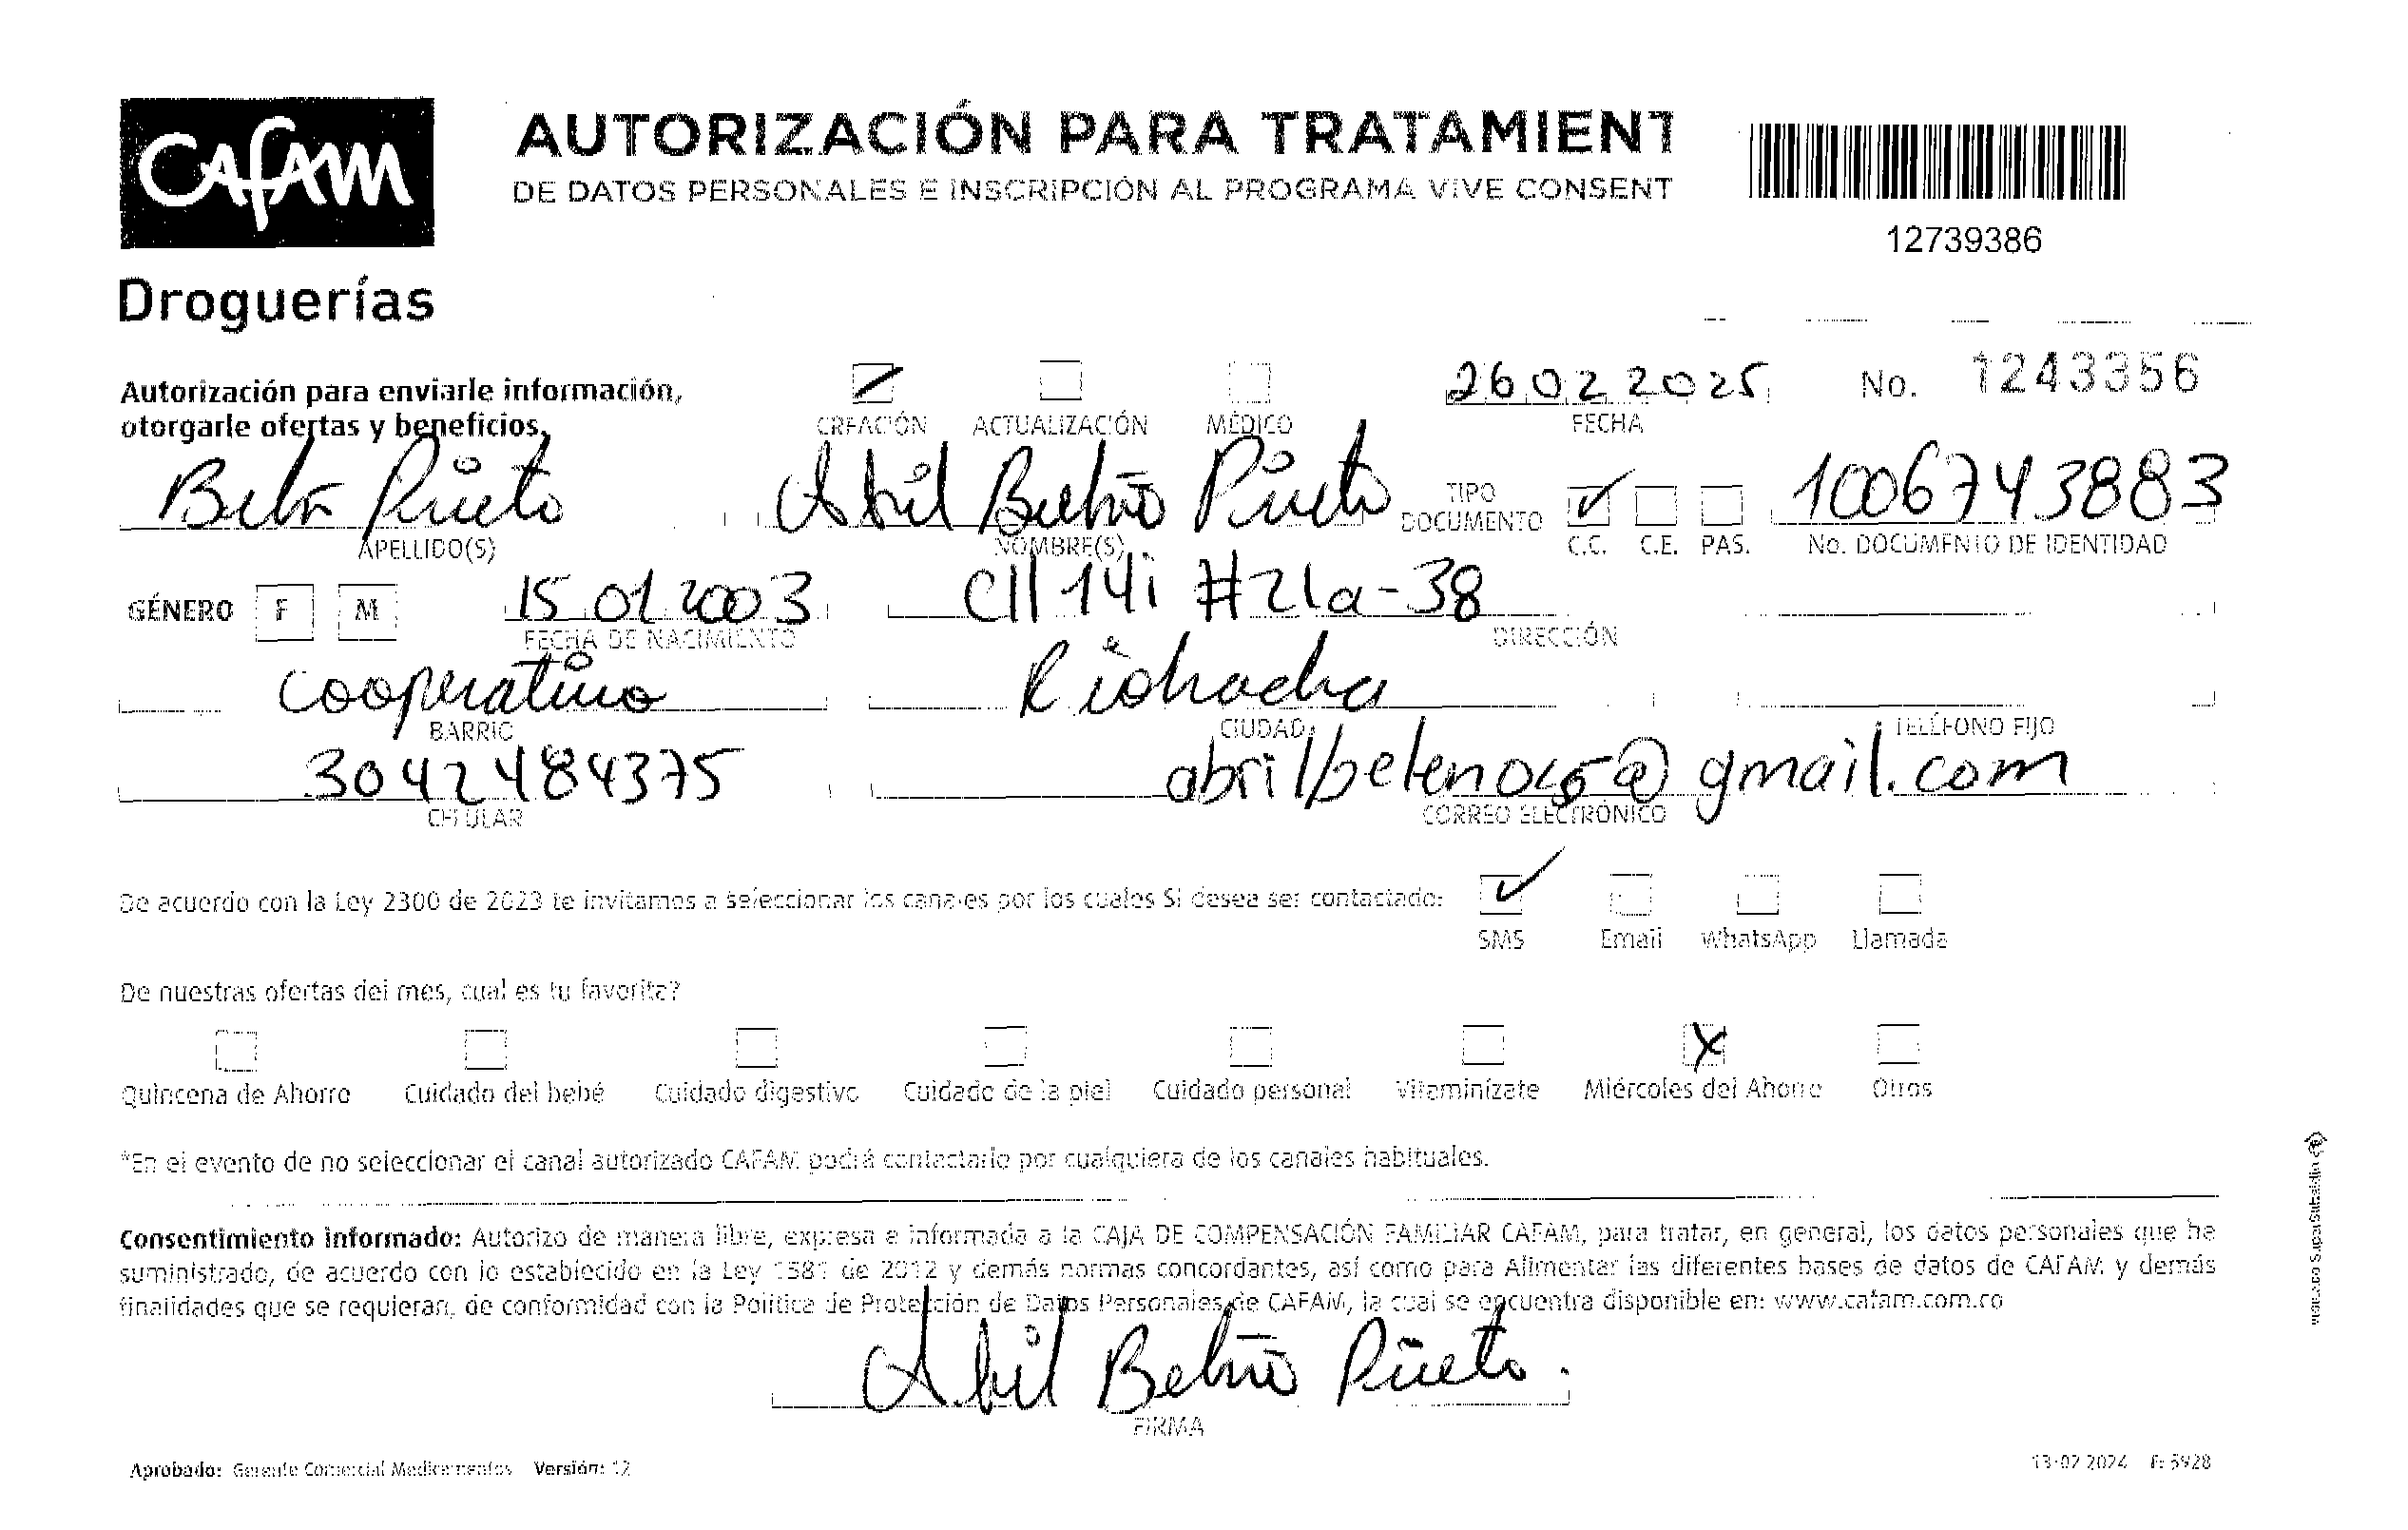 CAFAM
Droguerías
AUTORIZACIÓN PARA TRATAMIENT
DE DATOS PERSONALES E INSCRIPCIÓN AL PROGRAMA VIVE CONSENT
12739386
Autorización para enviarle información,
otorgarle ofertas y beneficios.
CREACIÓN ACTUALIZACIÓN MÉDICO
26 02 2025
FECHA
No. 1243356
Prieto Abril Beleño Prieto TIPO DOCUMENTO 1006743883
APELLIDO(S) NOMBRE(S) C.C. C.E. PAS. No. DOCUMENTO DE IDENTIDAD
GÉNERO F M 15 01 2003 Cll 14i #21a-38
FECHA DE NACIMIENTO DIRECCIÓN
Cooperativo Riohacha
BARRIO CIUDAD TELÉFONO FIJO
3042484375 @gmail.com
CELULAR CORREO ELECTRÓNICO
De acuerdo con la Ley 2300 de 2023 te invitamos a seleccionar los canales por los cuales Si desea ser contactado:
SMS Email WhatsApp Llamada
De nuestras ofertas del mes, cual es tu favorita?
Quincena de Ahorro Cuidado del bebé Cuidado digestivo Cuidado de la piel Cuidado personal Vitaminízate Miércoles del Ahorro Otros
*En el evento de no seleccionar el canal autorizado CAFAM podrá contactarlo por cualquiera de los canales habituales.
Consentimiento informado: Autorizo de manera libre, expresa e informada a la CAJA DE COMPENSACIÓN FAMILIAR CAFAM, para tratar, en general, los datos personales que he
suministrado, de acuerdo con lo establecido en la Ley 1581 de 2012 y demás normas concordantes, así como para Alimentar las diferentes bases de datos de CAFAM y demás
finalidades que se requieran, de conformidad con la Política de Protección de Datos Personales de CAFAM, la cual se encuentra disponible en: www.cafam.com.co
Abril Beleño Prieto.
FIRMA
Aprobado: Gerente Comercial Medicamentos Versión: 12
13-02-2024
SuperSubsidio